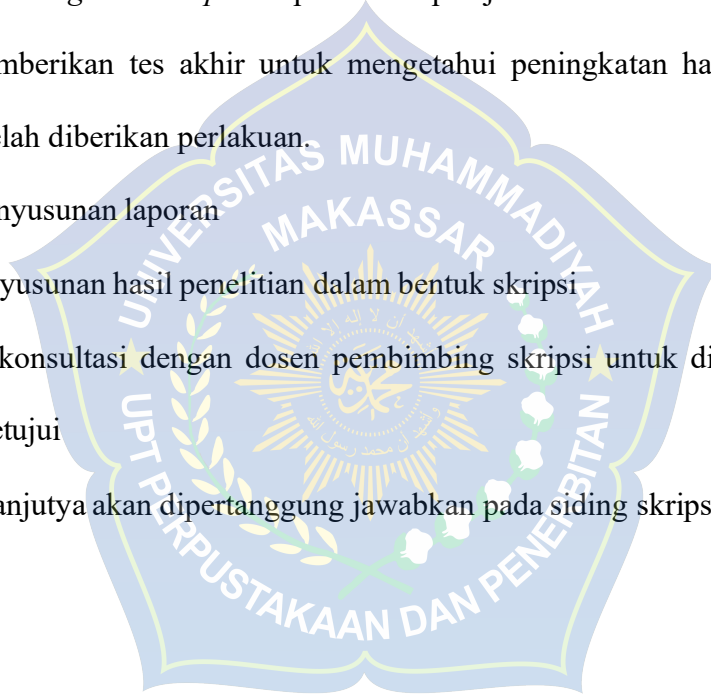 mberikan tes akhir untuk mengetahui peningkatan ha
elah diberikan perlakuan.
nyusunan laporan
yusunan hasil penelitian dalam bentuk skripsi
konsultasi dengan dosen pembimbing skripsi untuk di
etujui
anjutya akan dipertanggung jawabkan pada siding skrips
UNIVERSITAS MUHAMMADIYAH
MAKASSAR
UPT PERPUSTAKAAN DAN PENERBITAN